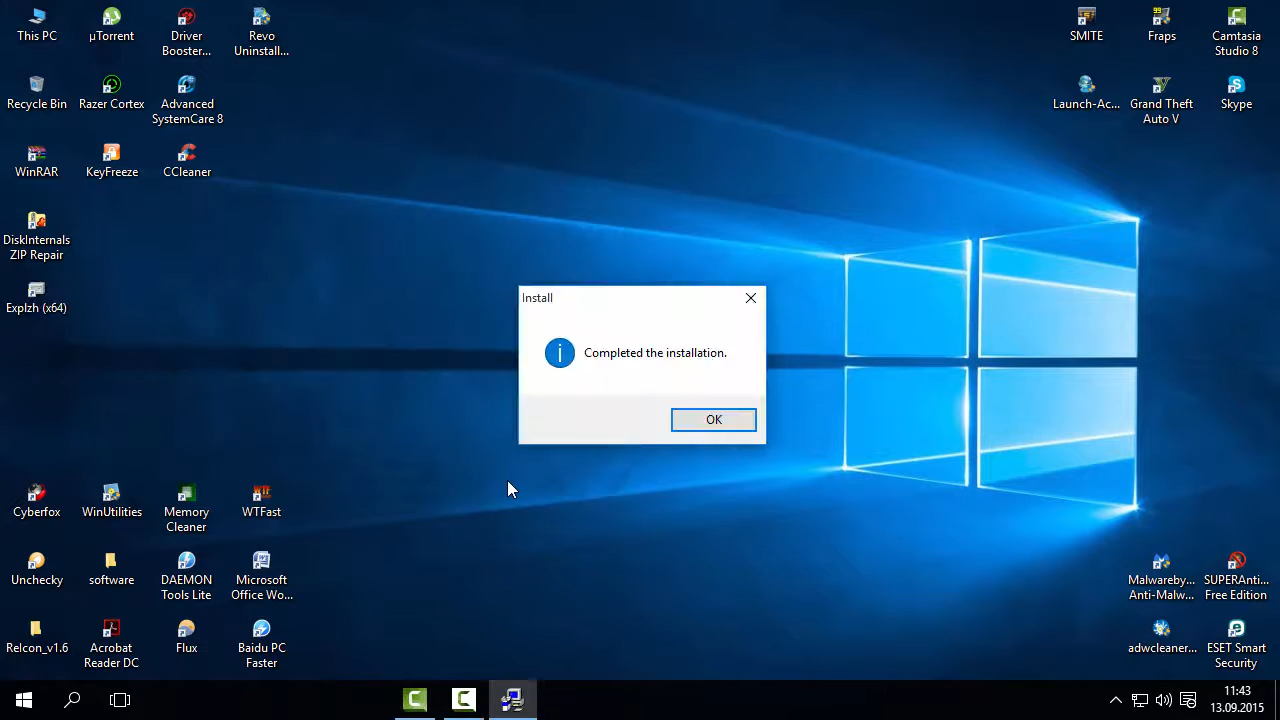 This PC
µTorrent
Driver
Booster...
Revo
Uninstall...
SMITE
Fraps
Camtasia
Studio 8
Recycle Bin
Razer Cortex
Advanced
SystemCare 8
Launch-Ac...
Grand Theft
Auto V
Skype
WinRAR
KeyFreeze
CCleaner
DiskInternals
ZIP Repair
Explzh (x64)
Install
Completed the installation.
OK
Cyberfox
WinUtilities
Memory
Cleaner
WTFast
Unchecky
software
DAEMON
Tools Lite
Microsoft
Office Wo...
Malwareby...
Anti-Malw...
SUPERAnti...
Free Edition
RelCon_v1.6
Acrobat
Reader DC
Flux
Baidu PC
Faster
adwcleaner...
ESET Smart
Security
11:43
13.09.2015